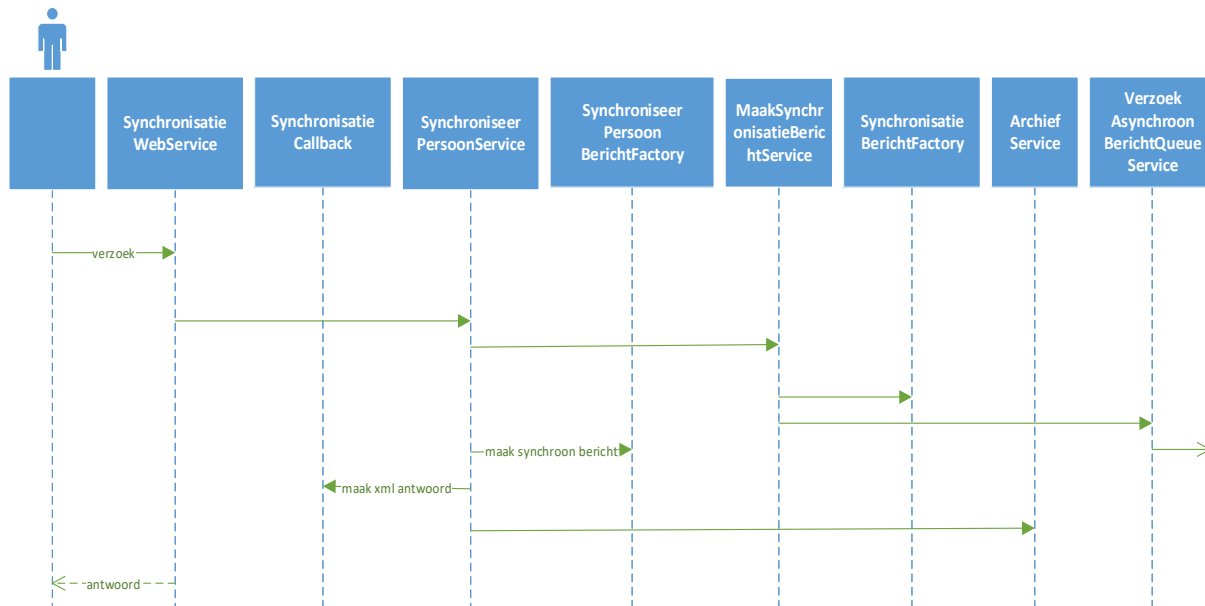 Synchronisatie
WebService
Synchronisatie
Callback
Synchroniseer
PersoonService
Synchroniseer
Persoon
BerichtFactory
MaakSynchr
onisatieBeric
htService
Synchronisatie
BerichtFactory
Archief
Service
Verzoek
Asynchroon
BerichtQueue
Service
verzoek
maak synchroon bericht
maak xml antwoord
antwoord